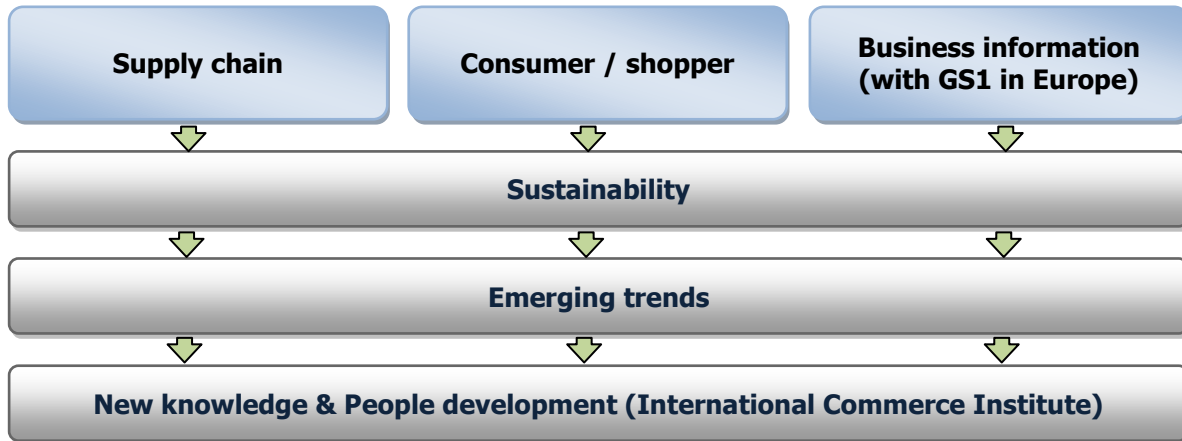 Supply chain
Consumer / shopper
Business information
(with GS1 in Europe)
Sustainability
Emerging trends
New knowledge & People development (International Commerce Institute)